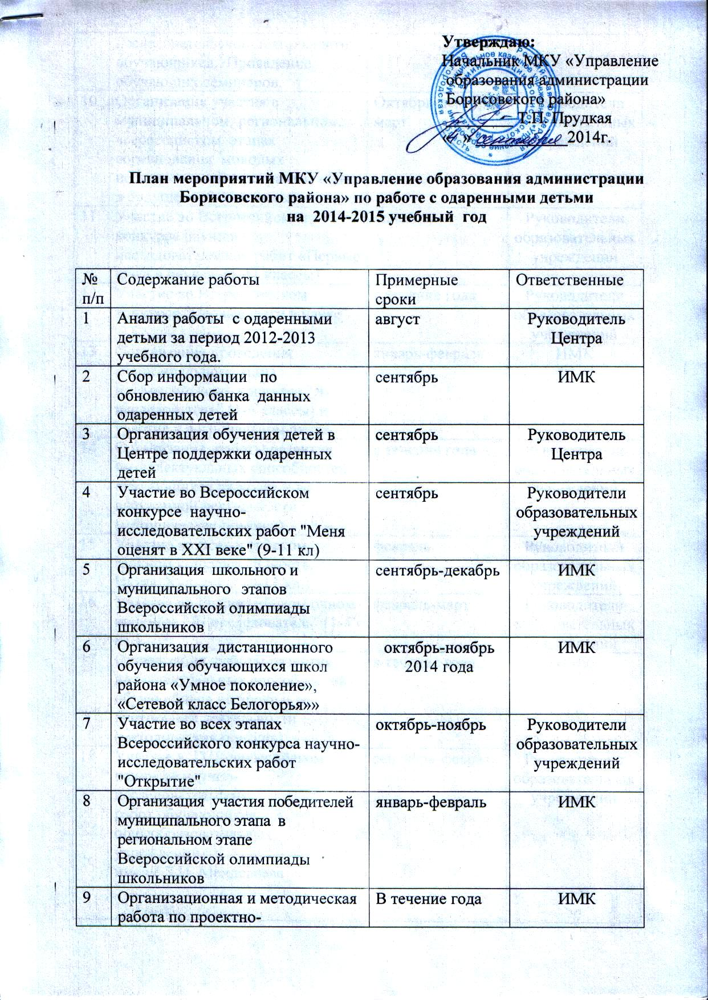 Утверждаю:
Начальник МКУ «Управление
образования администрации
Борисовского района»
Т.П. Прудкая
«4» сентября 2014г.
План мероприятий МКУ «Управление образования администрации
Борисовского района» по работе с одаренными детьми
на 2014-2015 учебный год
№ Содержание работы Примерные Ответственные
п/п сроки
1 Анализ работы с одаренными август Руководитель
детьми за период 2012-2013 Центра
учебного года.
2 Сбор информации по сентябрь ИМК
обновлению банка данных
одаренных детей
3 Организация обучения детей в сентябрь Руководитель
Центре поддержки одаренных Центра
детей
4 Участие во Всероссийском сентябрь Руководители
конкурсе научно- образовательных
исследовательских работ "Меня учреждений
оценят в XXI веке" (9-11 кл)
5 Организация школьного и сентябрь-декабрь ИМК
муниципального этапов
Всероссийской олимпиады
школьников
6 Организация дистанционного октябрь-ноябрь ИМК
обучения обучающихся школ 2014 года
района «Умное поколение»,
«Сетевой класс Белогорья»»
7 Участие во всех этапах октябрь-ноябрь Руководители
Всероссийского конкурса научно- образовательных
исследовательских работ учреждений
"Открытие"
8 Организация участия победителей январь-февраль ИМК
муниципального этапа в
региональном этапе
Всероссийской олимпиады
школьников
9 Организационная и методическая В течение года ИМК
работа по проектно-